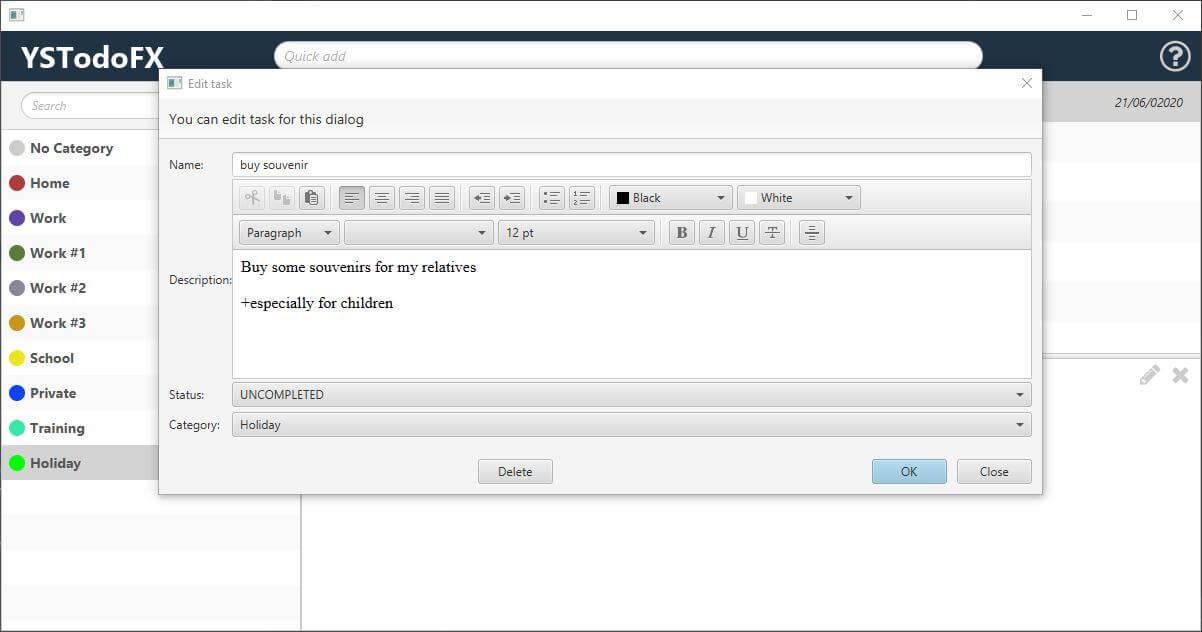 YSTodoFX
Quick add
?
Edit task
Search
21/06/02020
You can edit task for this dialog
No Category
Home
Work
Work #1
Work #2
Work #3
School
Private
Training
Holiday
Name:
buy souvenir
Black
White
Paragraph
12 pt
B I U T
Description:
Buy some souvenirs for my relatives
+especially for children
Status:
UNCOMPLETED
Category:
Holiday
Delete
OK
Close